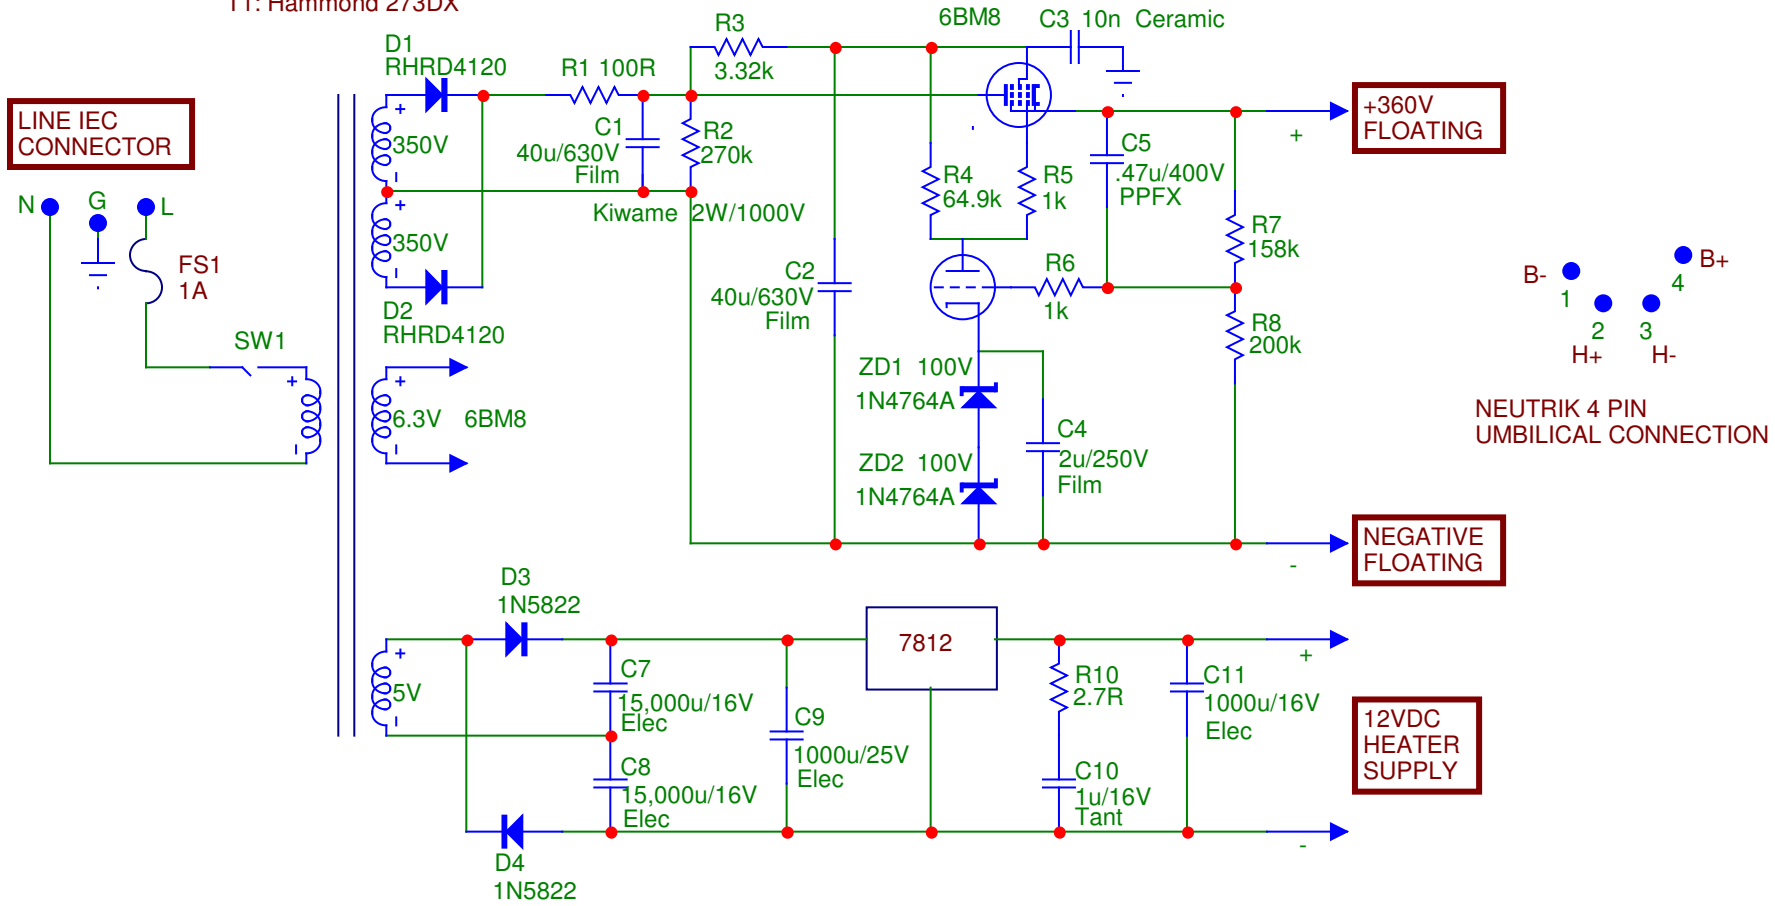 T1: Hammond 273DX
D1
RHRD4120
R1 100R
R3
3.32k
6BM8
C3 10n Ceramic
LINE IEC
CONNECTOR
N
G
L
FS1
1A
SW1
+
-
+
350V
-
+
350V
-
D2
RHRD4120
C1
40u/630V
Film
R2
270k
Kiwame 2W/1000V
C2
40u/630V
Film
R4
64.9k
R5
1k
C5
.47u/400V
PPFX
R6
1k
R7
158k
R8
200k
+360V
FLOATING
+
B-
1
2
H+
3
H-
4
B+
NEUTRIK 4 PIN
UMBILICAL CONNECTION
+
6.3V
-
6BM8
ZD1 100V
1N4764A
ZD2 100V
1N4764A
C4
2u/250V
Film
NEGATIVE
FLOATING
-
D3
1N5822
+
5V
-
C7
15,000u/16V
Elec
C8
15,000u/16V
Elec
D4
1N5822
C9
1000u/25V
Elec
7812
R10
2.7R
C10
1u/16V
Tant
C11
1000u/16V
Elec
+
-
12VDC
HEATER
SUPPLY